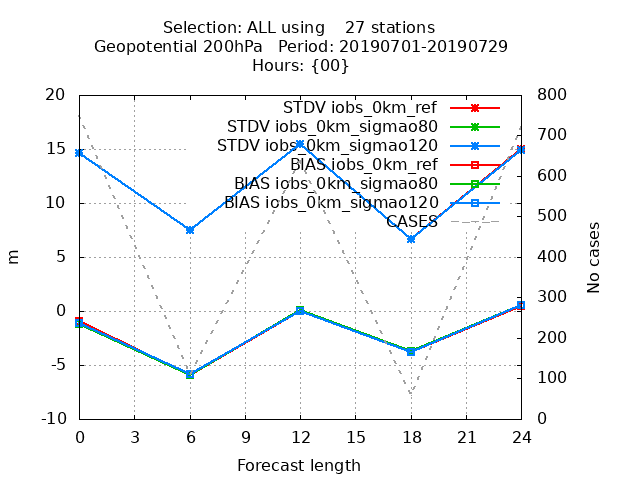 Selection: ALL using    27 stations
Geopotential 200hPa   Period: 20190701-20190729
Hours: {00}
20
15
10
5
0
-5
-10
m
STDV iobs_0km_ref
STDV iobs_0km_sigmao80
STDV iobs_0km_sigmao120
BIAS iobs_0km_ref
BIAS iobs_0km_sigmao80
BIAS iobs_0km_sigmao120
CASES
800
700
600
500
400
300
200
100
0
No cases
0 3 6 9 12 15 18 21 24
Forecast length